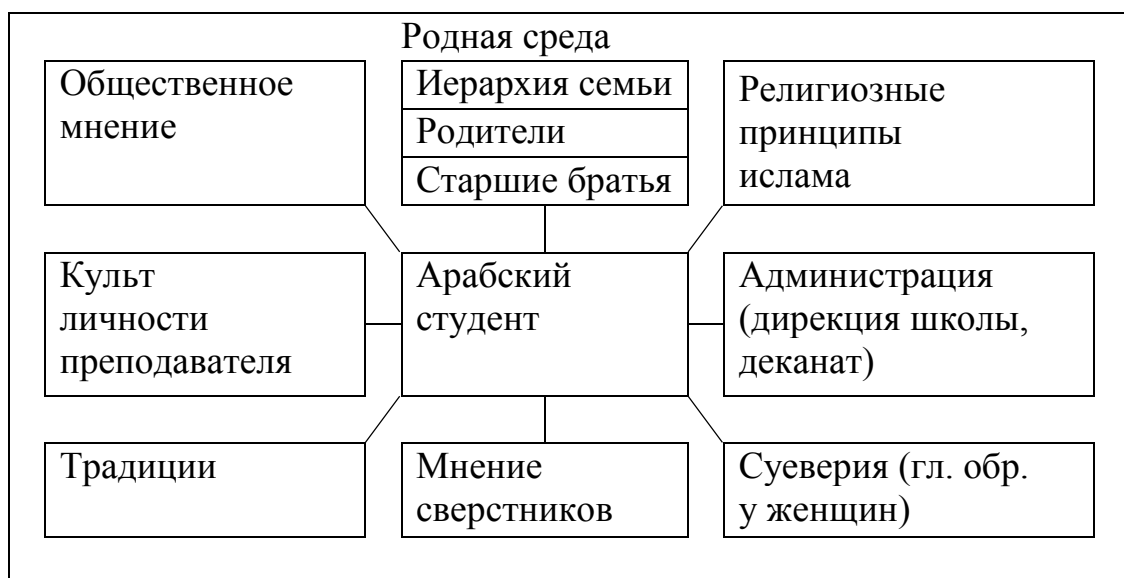 Родная среда
Общественное
мнение
Иерархия семьи
Родители
Старшие братья
Религиозные
принципы
ислама
Культ
личности
преподавателя
Арабский
студент
Администрация
(дирекция школы,
деканат)
Традиции
Мнение
сверстников
Суеверия (гл. обр.
у женщин)